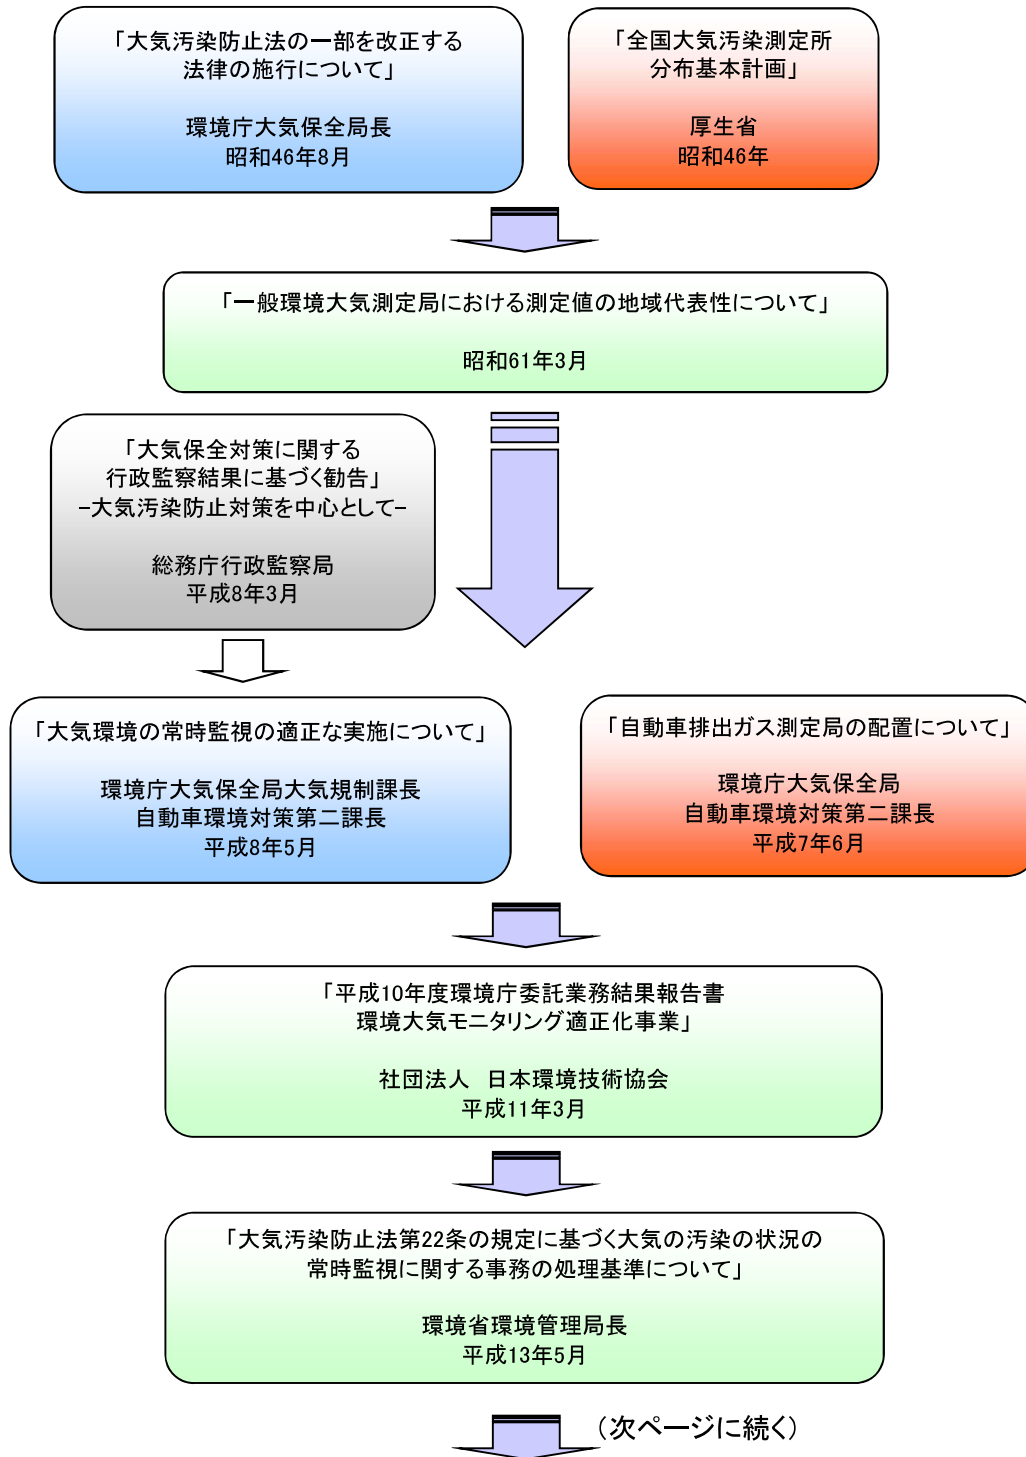 「大気汚染防止法の一部を改正する
法律の施行について」
環境庁大気保全局長
昭和46年8月
「全国大気汚染測定所
分布基本計画」
厚生省
昭和46年
「一般環境大気測定局における測定値の地域代表性について」
昭和61年3月
「大気保全対策に関する
行政監察結果に基づく勧告」
−大気汚染防止対策を中心として−
総務庁行政監察局
平成8年3月
「大気環境の常時監視の適正な実施について」
環境庁大気保全局大気規制課長
自動車環境対策第二課長
平成8年5月
「自動車排出ガス測定局の配置について」
環境庁大気保全局
自動車環境対策第二課長
平成7年6月
「平成10年度環境庁委託業務結果報告書
環境大気モニタリング適正化事業」
社団法人　日本環境技術協会
平成11年3月
「大気汚染防止法第22条の規定に基づく大気の汚染の状況の
常時監視に関する事務の処理基準について」
環境省環境管理局長
平成13年5月
（次ページに続く）